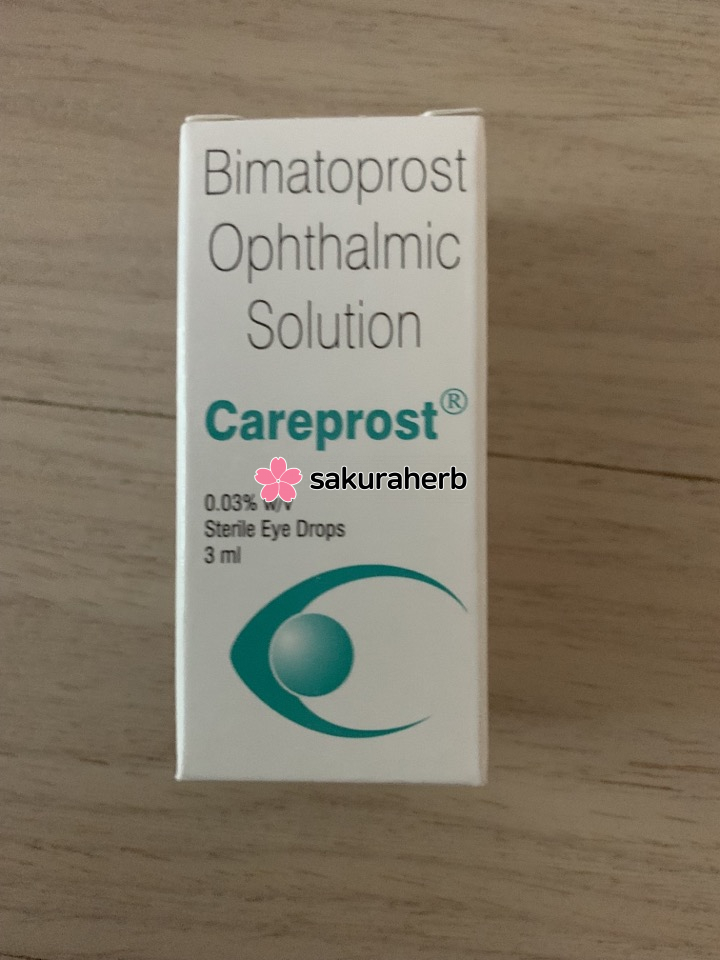 Bimatoprost
Ophthalmic
Solution
Careprost®
sakuraherb
0.03% w/v
Sterile Eye Drops
3 ml